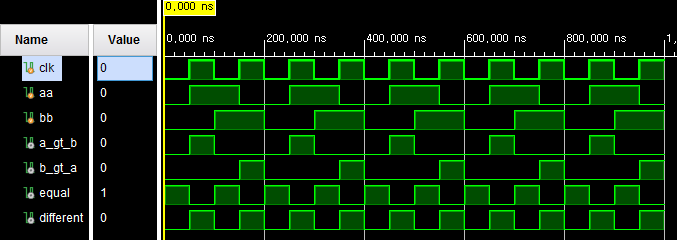 0,000 ns
0,000 ns 200,000 ns 400,000 ns 600,000 ns 800,000 ns 1,
Name Value
clk 0
aa 0
bb 0
a_gt_b 0
b_gt_a 0
equal 1
different 0